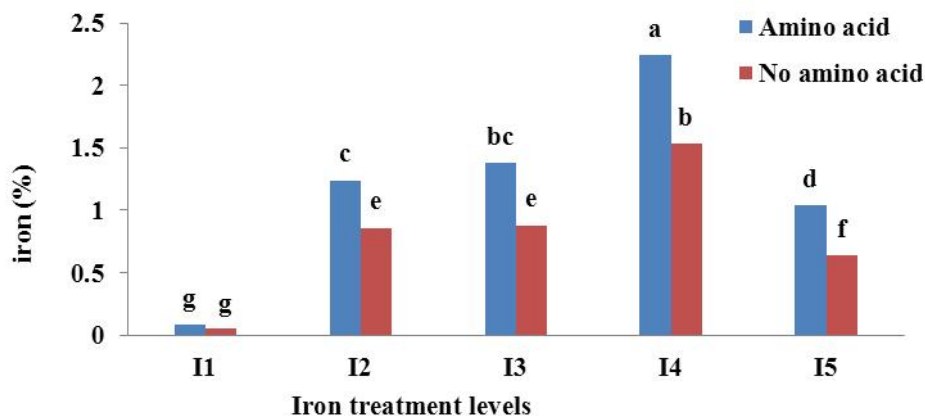 2.5
2
1.5
1
0.5
0
iron (%)
g g
c
e
bc
e
a
b
d
f
Amino acid
No amino acid
I1 I2 I3 I4 I5
Iron treatment levels